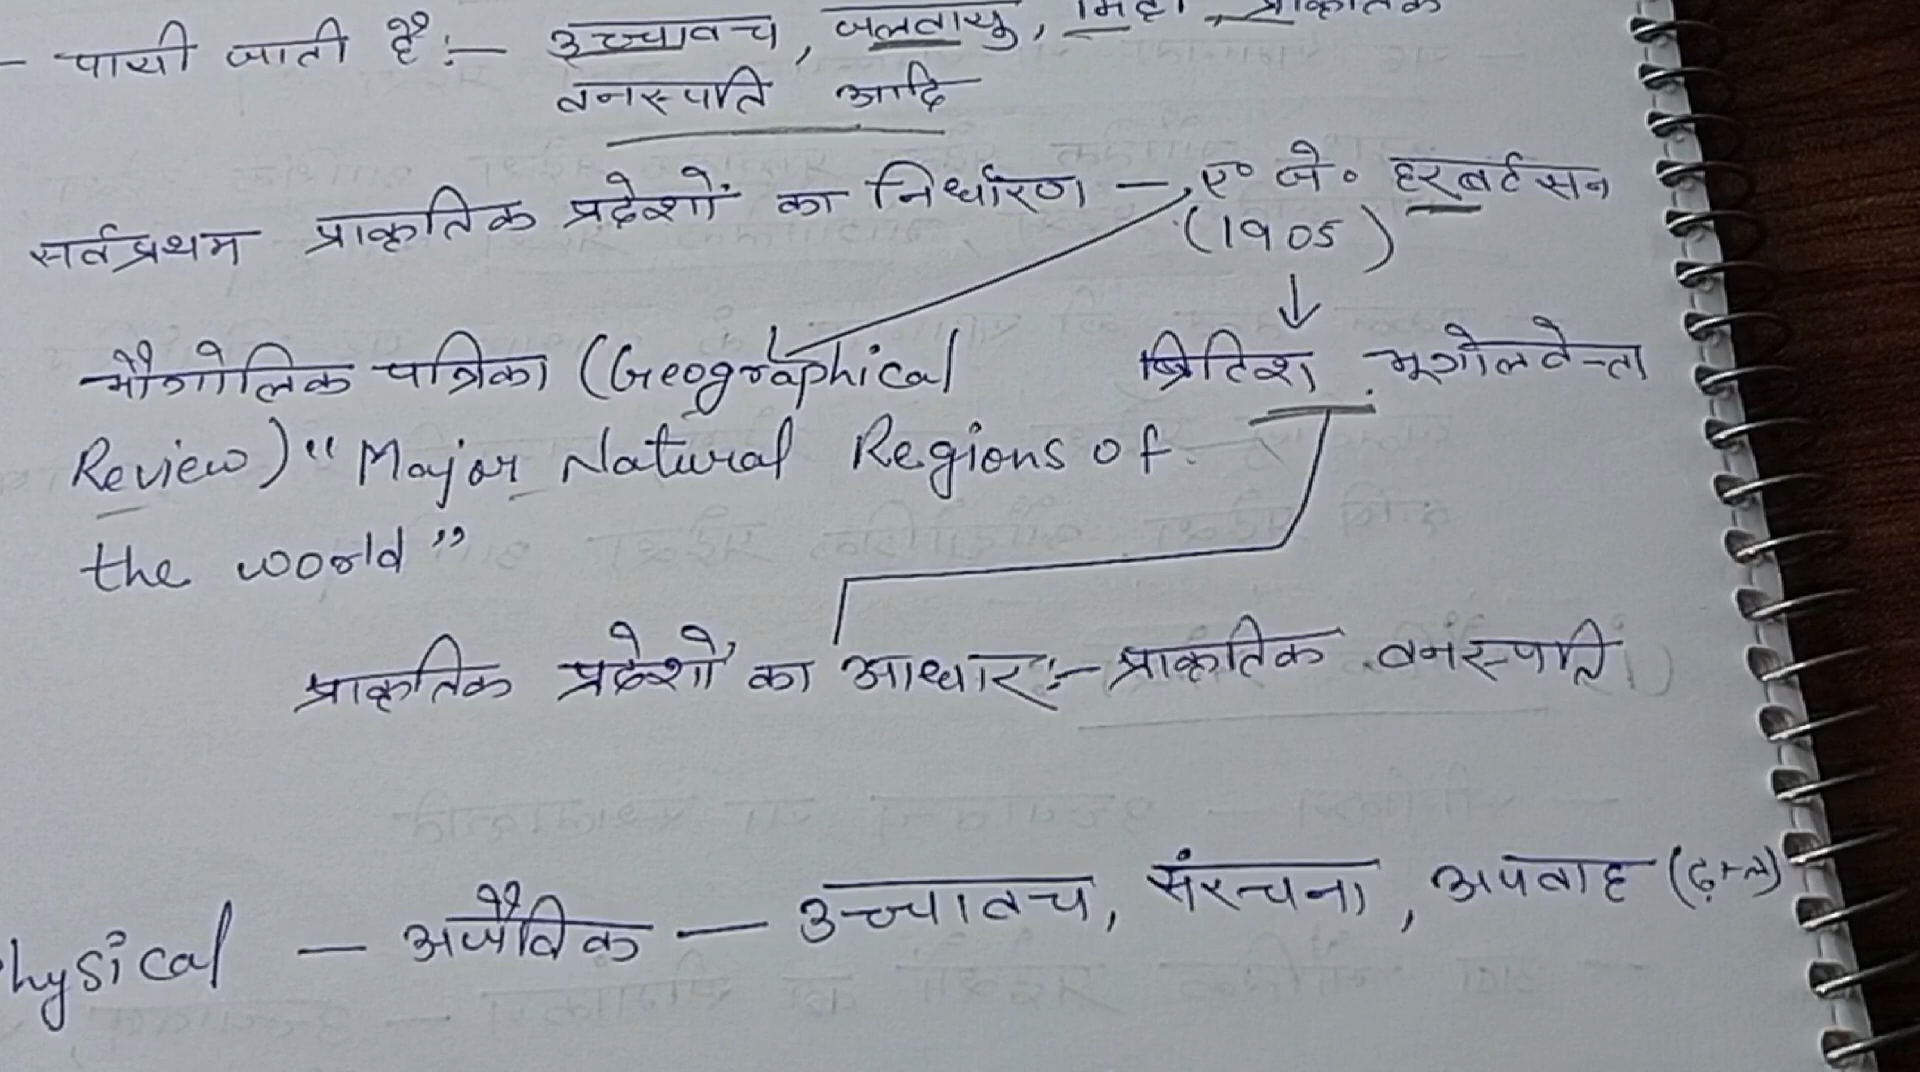 - पायी जाती है:- उच्चावच, जलवायु, मिट्टी, प्राकृतिक
वनस्पति आदि
सर्वप्रथम प्राकृतिक प्रदेशों का निर्धारण - ए० जे० हरबर्टसन
(1905)
भौगोलिक पत्रिका (Geographical ब्रिटिश भूगोलवेत्ता
Review) "Major Natural Regions of
the world"
प्राकृतिक प्रदेशों का आधार:- प्राकृतिक वनस्पति
hysical - अजैविक - उच्चावच, संरचना, अपवाह (ढ़ाल)